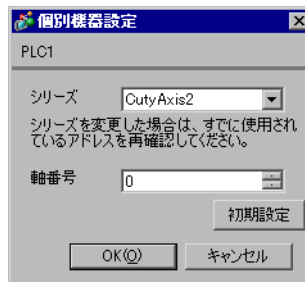 個別機器設定
PLC1
シリーズ CutyAxis2
シリーズを変更した場合は、すでに使用され
ているアドレスを再確認してください。
軸番号 0
初期設定
OK(O) キャンセル